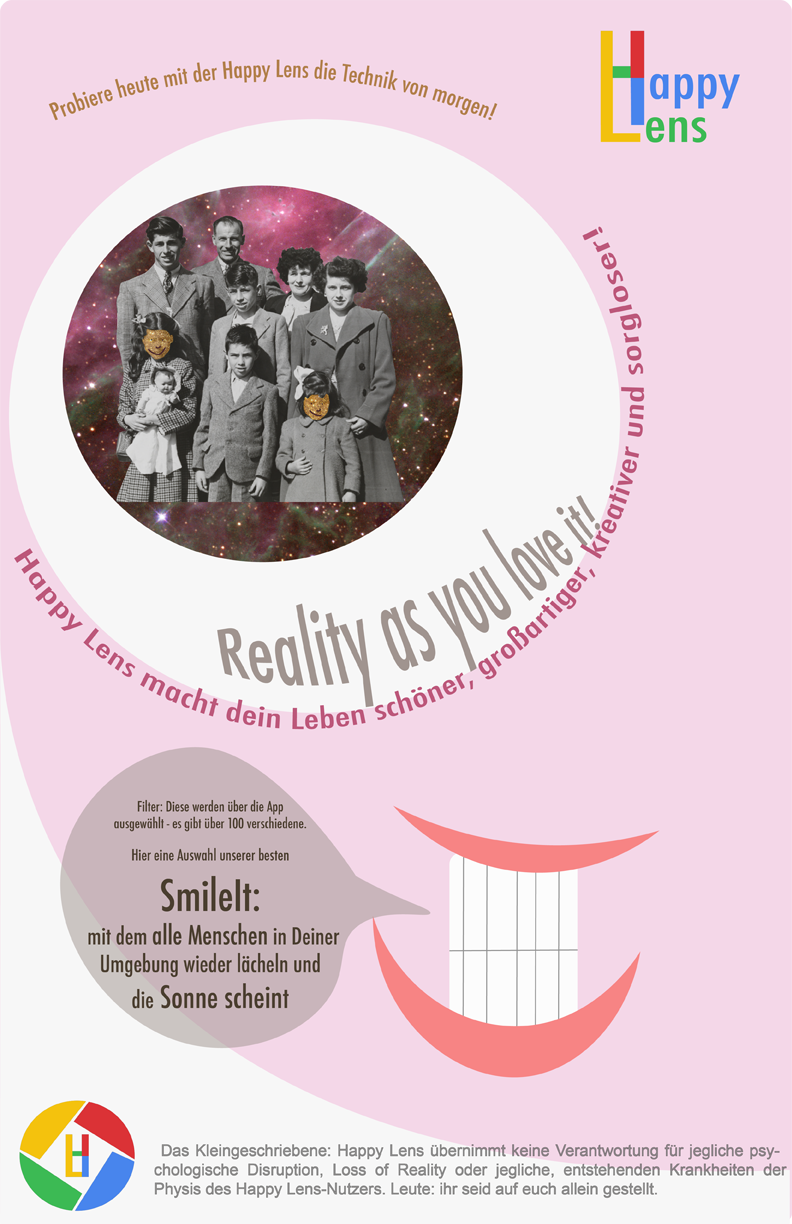 Probiere heute mit der Happy Lens die Technik von morgen!
Happy
Lens
Reality as you love it!
Happy Lens macht dein Leben schöner, großartiger, kreativer und sorgloser!
Filter: Diese werden über die App
ausgewählt - es gibt über 100 verschiedene.
Hier eine Auswahl unserer besten
SmileIt:
mit dem alle Menschen in Deiner
Umgebung wieder lächeln und
die Sonne scheint
HL
Das Kleingeschriebene: Happy Lens übernimmt keine Verantwortung für jegliche psy-
chologische Disruption, Loss of Reality oder jegliche, entstehenden Krankheiten der
Physis des Happy Lens-Nutzers. Leute: ihr seid auf euch allein gestellt.